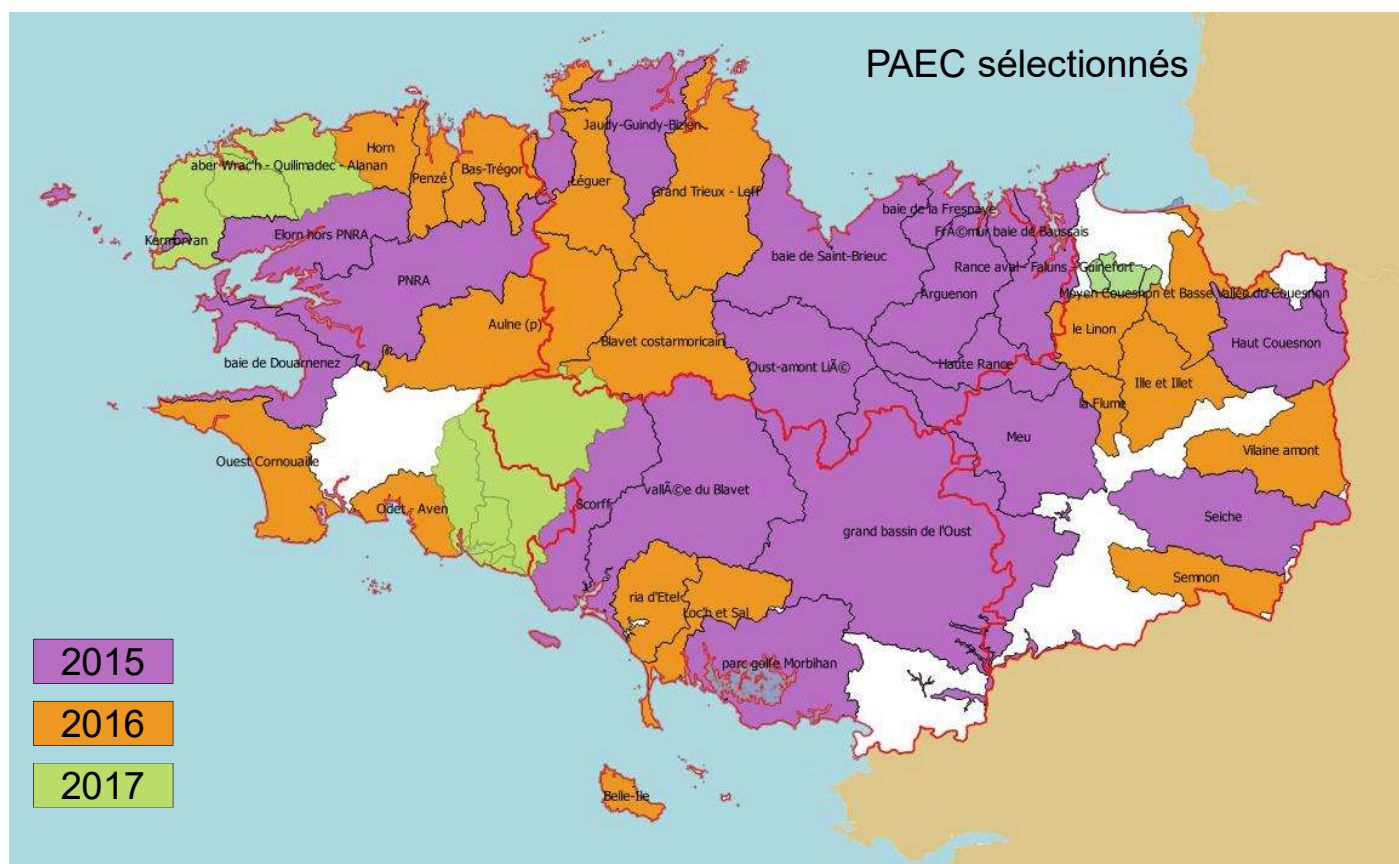 PAEC sélectionnés
Jaudy-Guindy-Bizien
Horn
aber Wrac'h - Quilimadec - Alanan
Penzé
Bas-Trégor
Léguer
Grand Trieux - Leff
baie de la Fresnaye
FrÃ©mur baie de Baussais
Kermorvan
Elorn hors PNRA
baie de Saint-Brieuc
Rance aval - Faluns - Guinefort
PNRA
Arguenon
Moyen Couesnon et Basse Vallée du Couesnon
Aulne (p)
le Linon
Blavet costarmoricain
Haut Couesnon
baie de Douarnenez
Oust-amont LiÃ©
Haute Rance
Ille et Illet
la Flume
Meu
Vilaine amont
Ouest Cornouaille
vallÃ©e du Blavet
Scorff
Odet - Aven
Seiche
grand bassin de l'Oust
Semnon
ria d'Etel
Loc'h et Sal
parc golfe Morbihan
Belle-Ile
2015
2016
2017